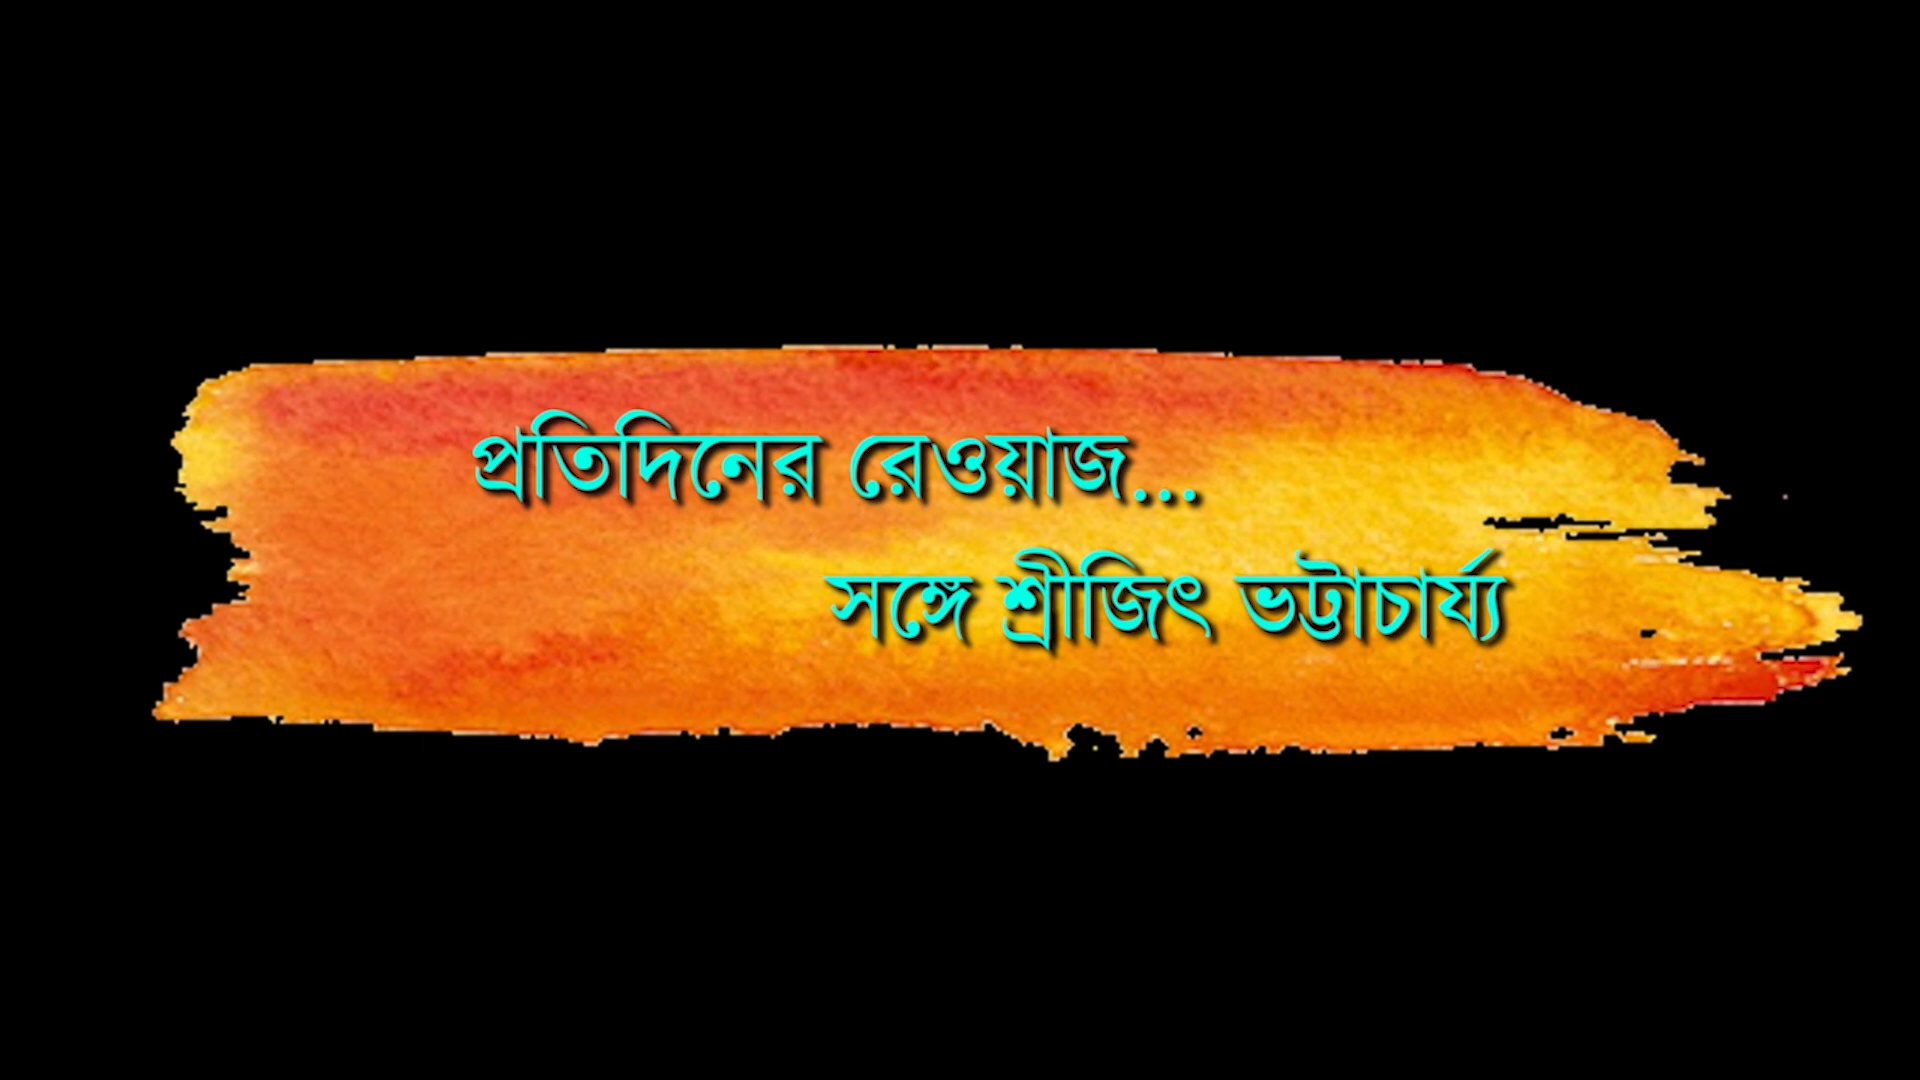 প্রতিদিনের রেওয়াজ...
সঙ্গে শ্রীজিৎ ভট্টাচার্য্য